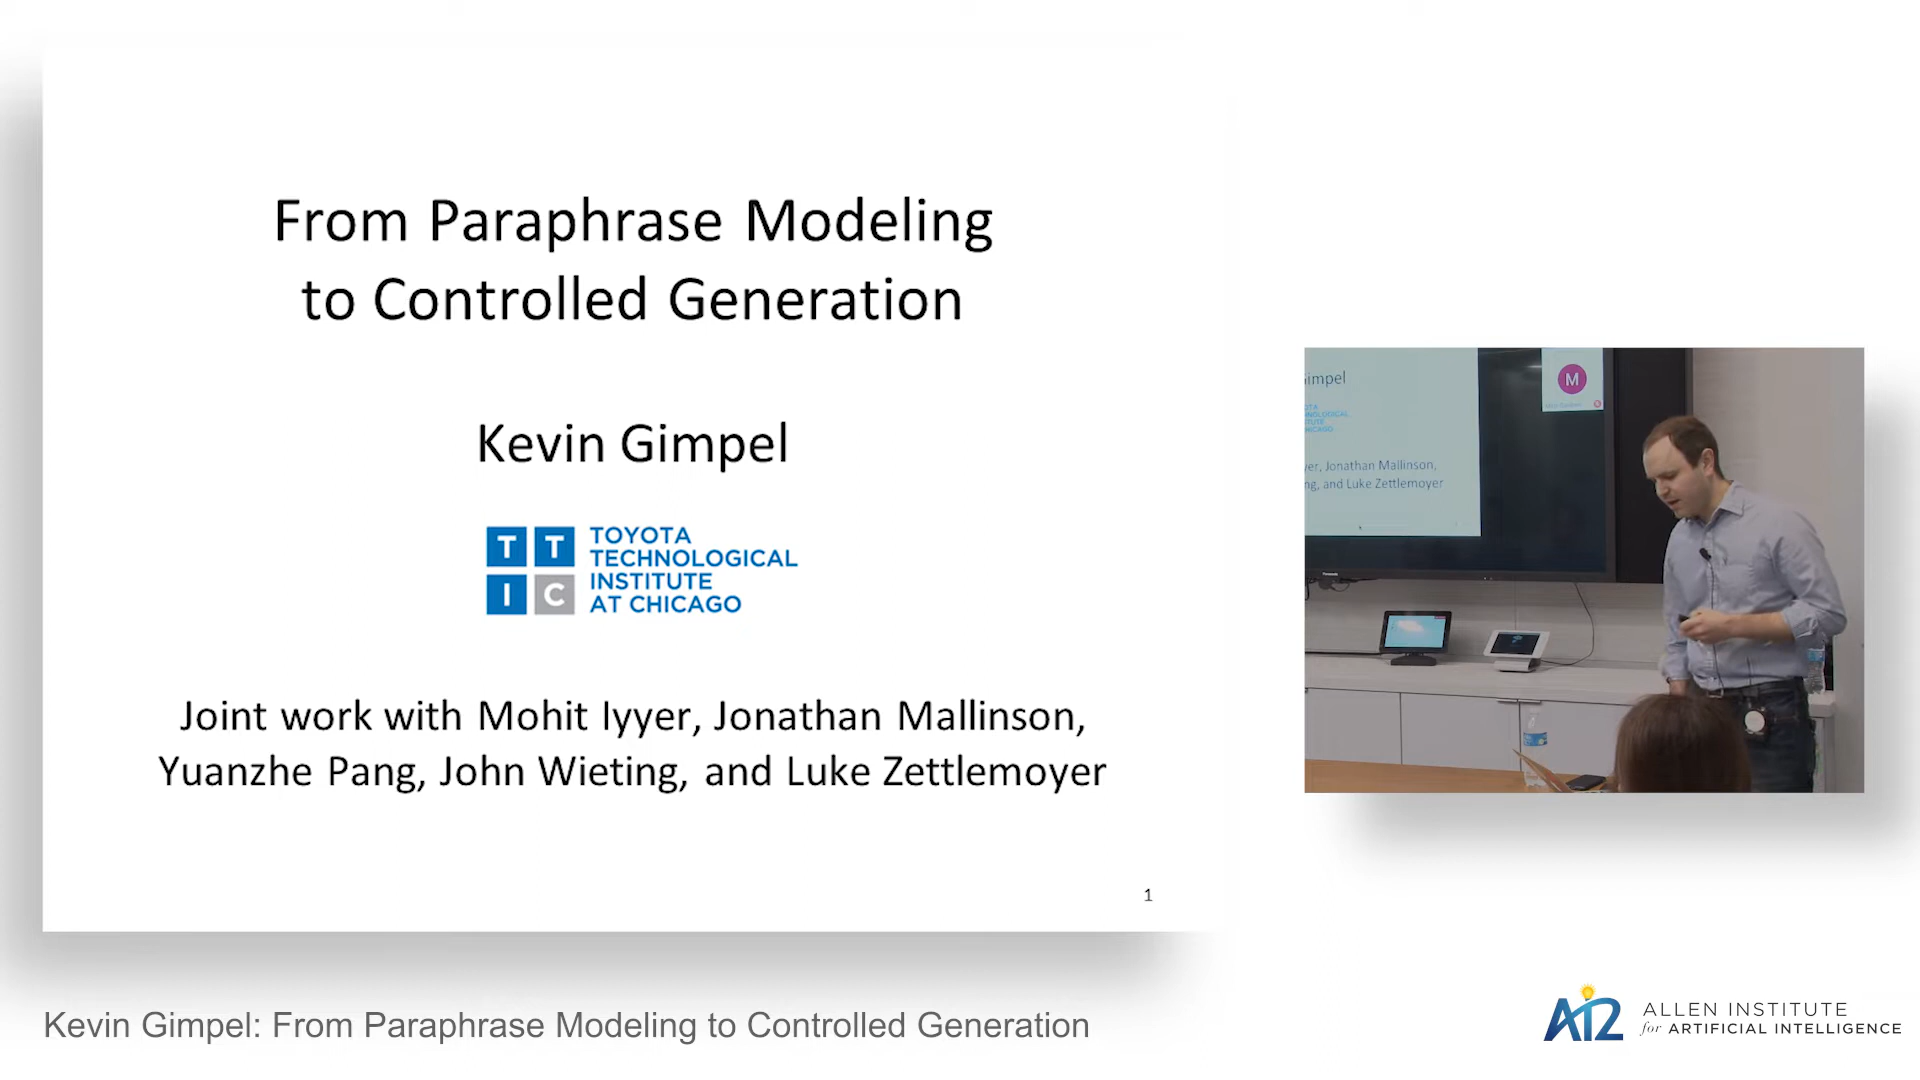 From Paraphrase Modeling
to Controlled Generation
Kevin Gimpel
T T
I C
TOYOTA
TECHNOLOGICAL
INSTITUTE
AT CHICAGO
Joint work with Mohit Iyyer, Jonathan Mallinson,
Yuanzhe Pang, John Wieting, and Luke Zettlemoyer
1
impel
M
yer, Jonathan Mallinson,
ng, and Luke Zettlemoyer
Kevin Gimpel: From Paraphrase Modeling to Controlled Generation
AI2
ALLEN INSTITUTE
for ARTIFICIAL INTELLIGENCE